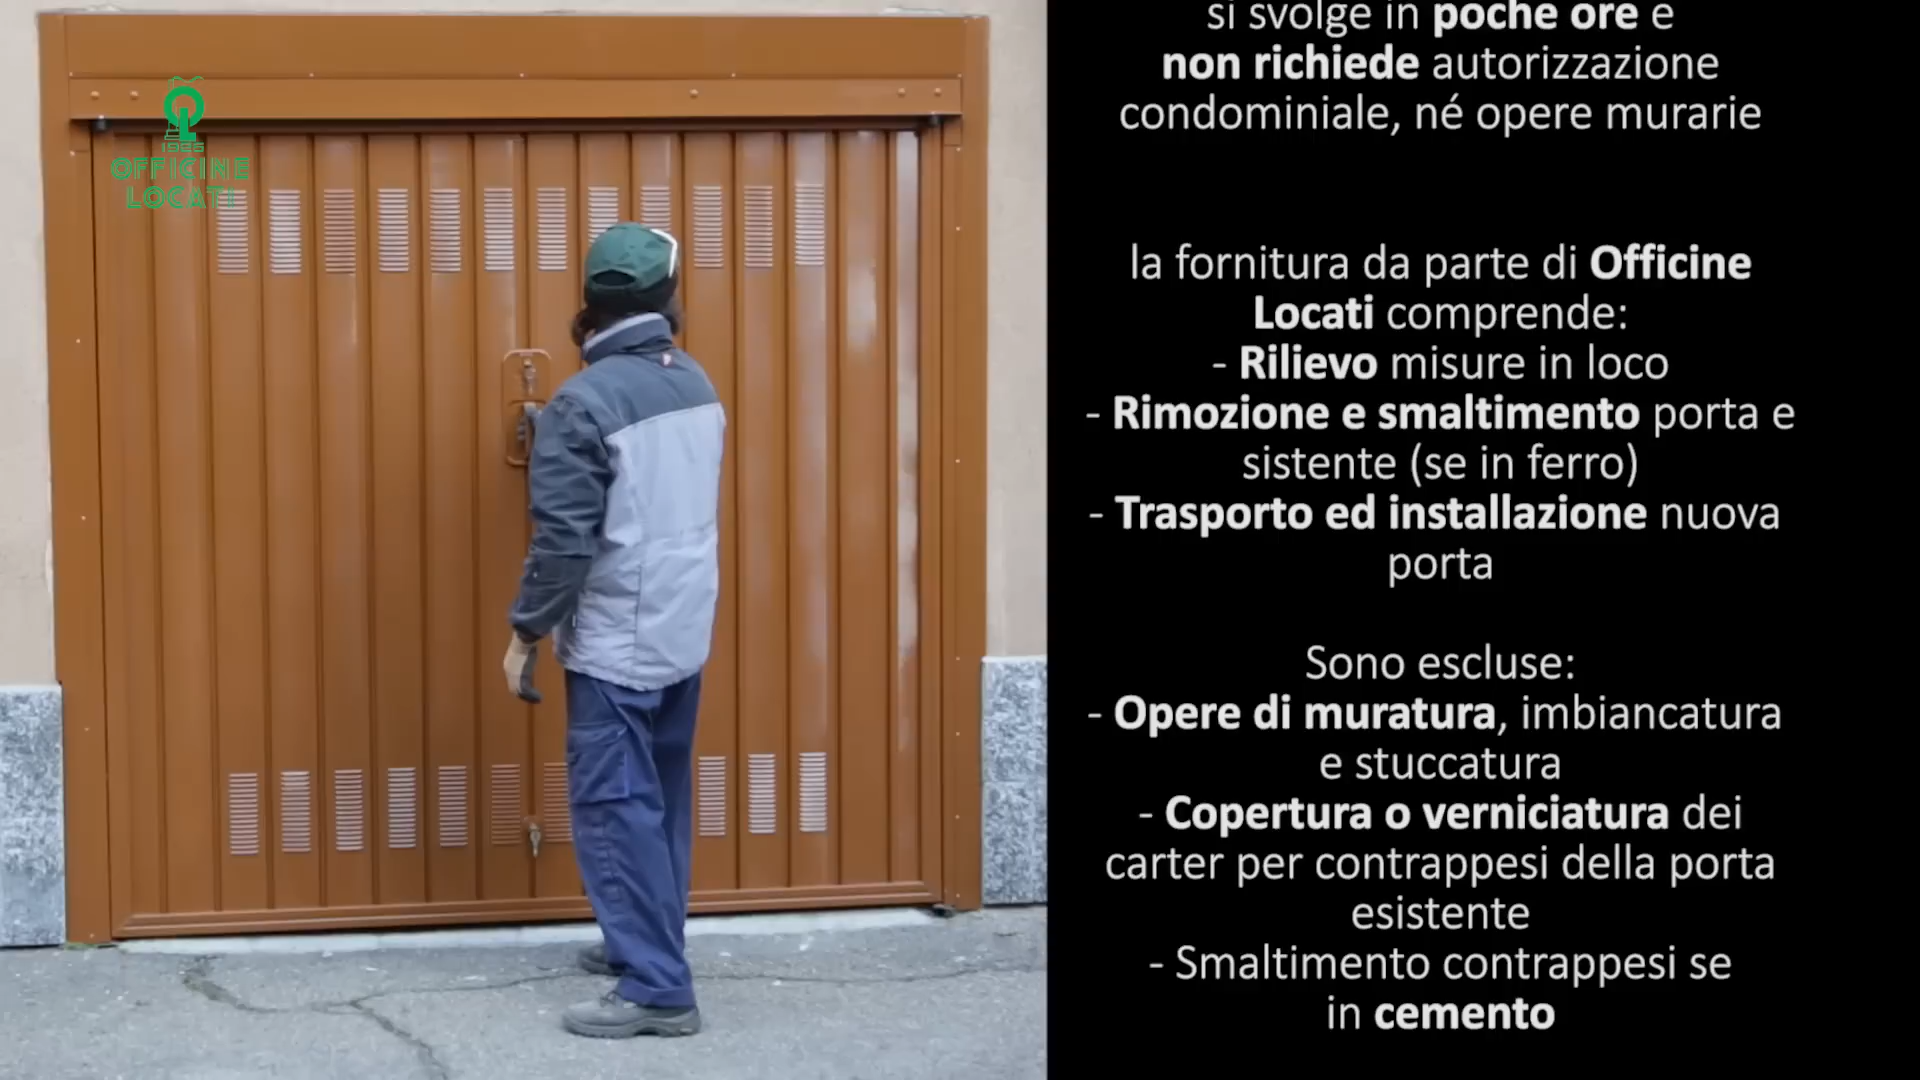 1925
OFFICINE
LOCATI
si svolge in poche ore e
non richiede autorizzazione
condominiale, né opere murarie
la fornitura da parte di Officine
Locati comprende:
- Rilievo misure in loco
- Rimozione e smaltimento porta e
sistente (se in ferro)
- Trasporto ed installazione nuova
porta
Sono escluse:
- Opere di muratura, imbiancatura
e stuccatura
- Copertura o verniciatura dei
carter per contrappesi della porta
esistente
- Smaltimento contrappesi se
in cemento